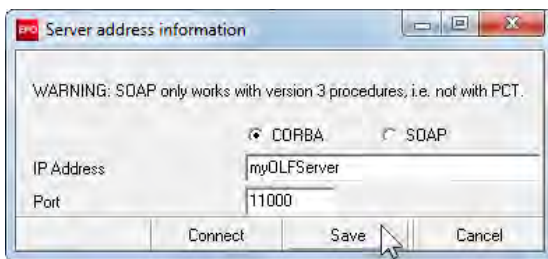 EPO Server address information
WARNING: SOAP only works with version 3 procedures, i.e. not with PCT.
CORBA SOAP
IP Address myOLFServer
Port 11000
Connect Save Cancel